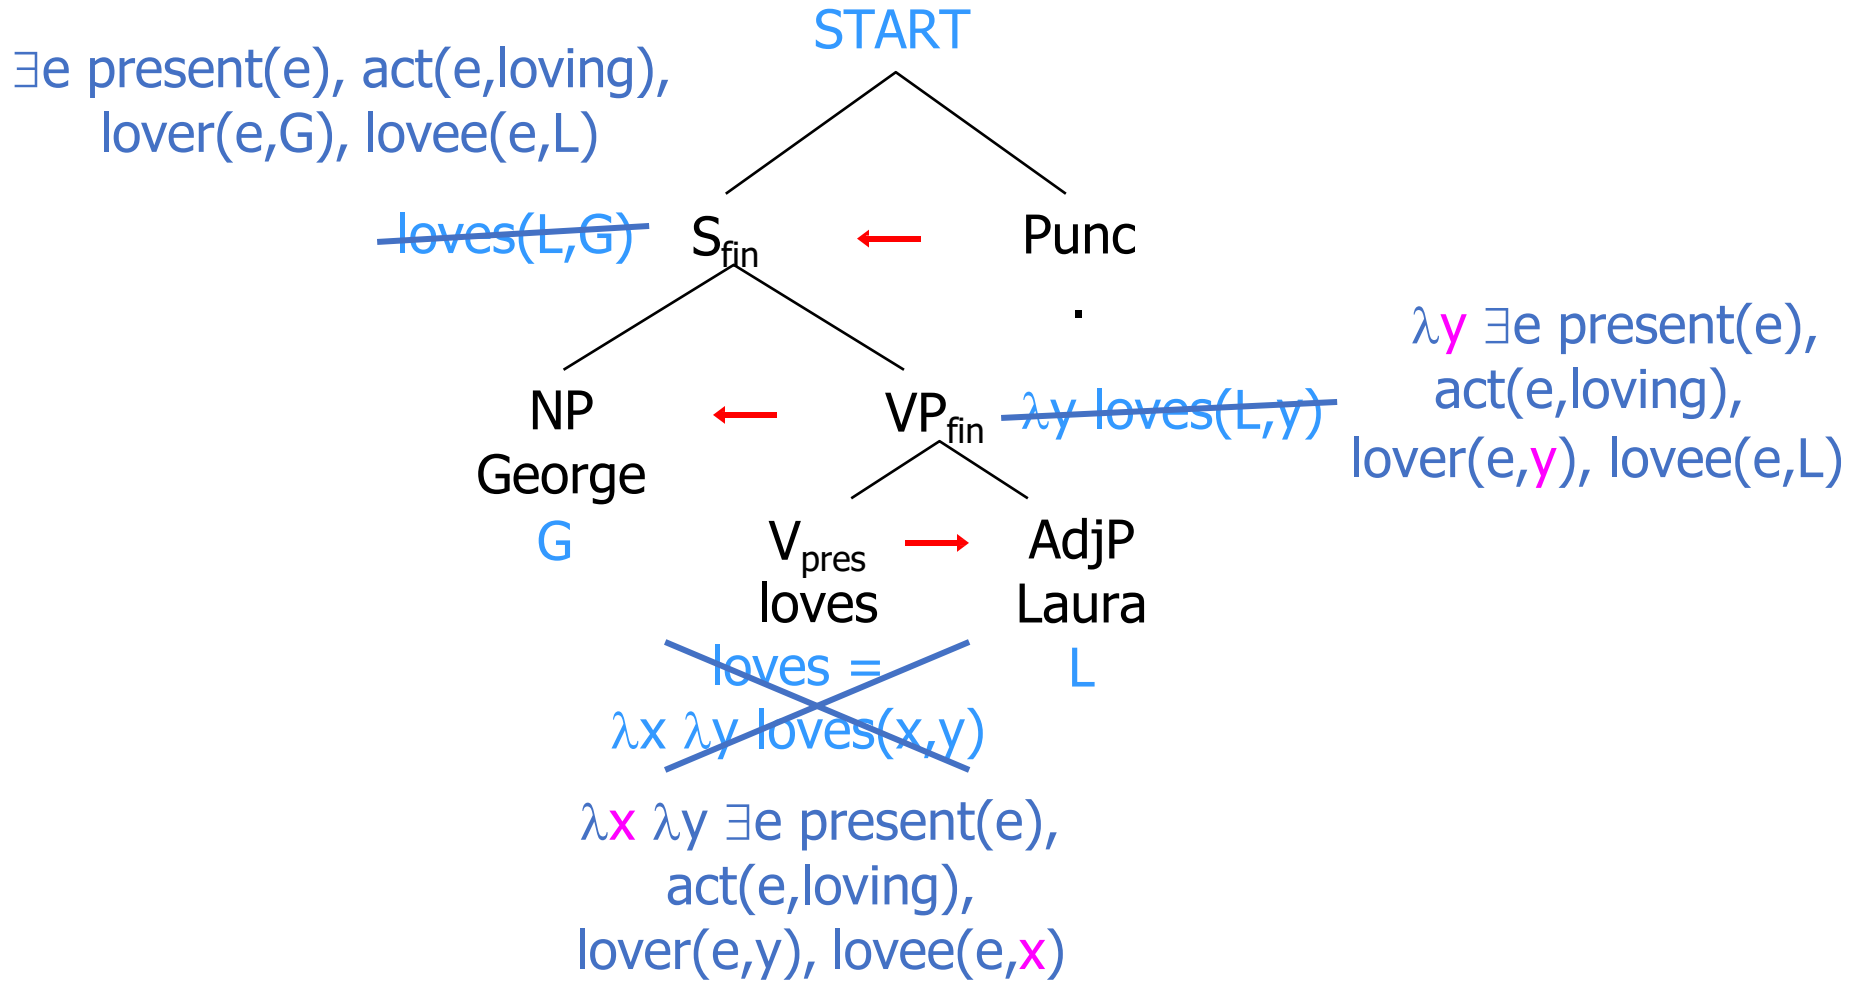 START
∃e present(e), act(e,loving),
lover(e,G), lovee(e,L)
loves(L,G)
S_fin
Punc
.
λy ∃e present(e),
act(e,loving),
lover(e,y), lovee(e,L)
NP
VP_fin
λy loves(L,y)
George
G
V_pres
AdjP
loves
Laura
loves =
L
λx λy loves(x,y)
λx λy ∃e present(e),
act(e,loving),
lover(e,y), lovee(e,x)